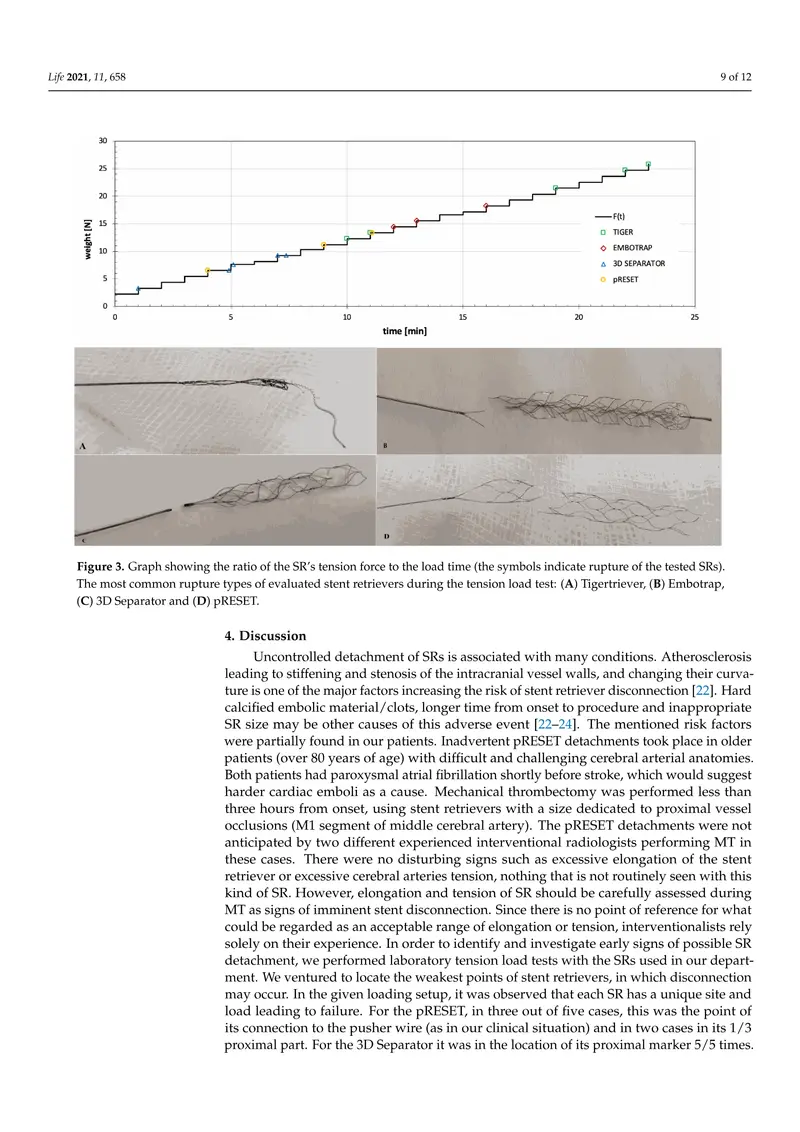 Life 2021, 11, 658
9 of 12
30
25
20
15
10
5
0
weight [N]
F(t)
TIGER
EMBOTRAP
3D SEPARATOR
pRESET
0
5
10
15
20
25
time [min]
A
B
C
D
Figure 3. Graph showing the ratio of the SR's tension force to the load time (the symbols indicate rupture of the tested SRs).
The most common rupture types of evaluated stent retrievers during the tension load test: (A) Tigertriever, (B) Embotrap,
(C) 3D Separator and (D) pRESET.
4. Discussion
Uncontrolled detachment of SRs is associated with many conditions. Atherosclerosis
leading to stiffening and stenosis of the intracranial vessel walls, and changing their curva-
ture is one of the major factors increasing the risk of stent retriever disconnection [22]. Hard
calcified embolic material/clots, longer time from onset to procedure and inappropriate
SR size may be other causes of this adverse event [22–24]. The mentioned risk factors
were partially found in our patients. Inadvertent pRESET detachments took place in older
patients (over 80 years of age) with difficult and challenging cerebral arterial anatomies.
Both patients had paroxysmal atrial fibrillation shortly before stroke, which would suggest
harder cardiac emboli as a cause. Mechanical thrombectomy was performed less than
three hours from onset, using stent retrievers with a size dedicated to proximal vessel
occlusions (M1 segment of middle cerebral artery). The pRESET detachments were not
anticipated by two different experienced interventional radiologists performing MT in
these cases. There were no disturbing signs such as excessive elongation of the stent
retriever or excessive cerebral arteries tension, nothing that is not routinely seen with this
kind of SR. However, elongation and tension of SR should be carefully assessed during
MT as signs of imminent stent disconnection. Since there is no point of reference for what
could be regarded as an acceptable range of elongation or tension, interventionalists rely
solely on their experience. In order to identify and investigate early signs of possible SR
detachment, we performed laboratory tension load tests with the SRs used in our depart-
ment. We ventured to locate the weakest points of stent retrievers, in which disconnection
may occur. In the given loading setup, it was observed that each SR has a unique site and
load leading to failure. For the pRESET, in three out of five cases, this was the point of
its connection to the pusher wire (as in our clinical situation) and in two cases in its 1/3
proximal part. For the 3D Separator it was in the location of its proximal marker 5/5 times.